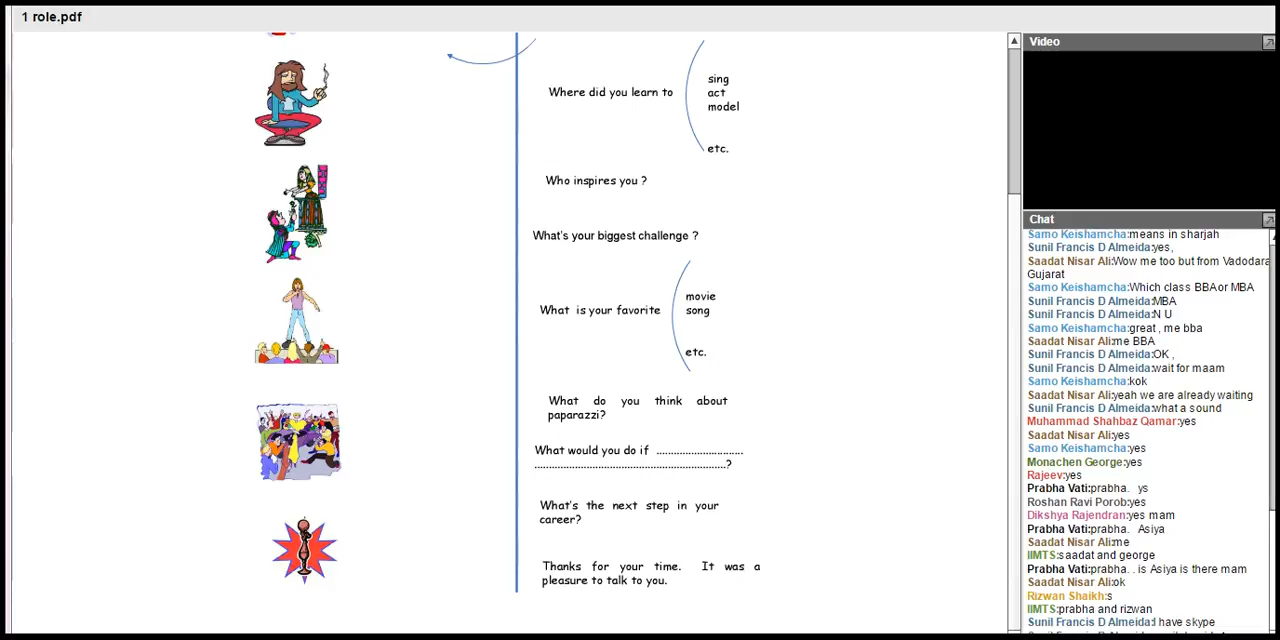 1 role.pdf
Where did you learn to
sing
act
model
etc.
Who inspires you ?
What's your biggest challenge ?
What is your favorite
movie
song
etc.
What do you think about
paparazzi?
What would you do if ..............................
..................................................................?
What's the next step in your
career?
Thanks for your time. It was a
pleasure to talk to you.
Video
Chat
Samo Keishamcha:means in sharjah
Sunil Francis D Almeida:yes,
Saadat Nisar Ali:Wow me too but from Vadodara
Gujarat
Samo Keishamcha:Which class BBAor MBA
Sunil Francis D Almeida:MBA
Sunil Francis D Almeida:N U
Samo Keishamcha:great , me bba
Saadat Nisar Ali:me BBA
Sunil Francis D Almeida:OK ,
Sunil Francis D Almeida:wait for maam
Samo Keishamcha:kok
Saadat Nisar Ali:yeah we are already waiting
Sunil Francis D Almeida:what a sound
Muhammad Shahbaz Qamar:yes
Saadat Nisar Ali:yes
Samo Keishamcha:yes
Monachen George:yes
Rajeev:yes
Prabha Vati:prabha. ys
Roshan Ravi Porob:yes
Dikshya Rajendran:yes mam
Prabha Vati:prabha. Asiya
Saadat Nisar Ali:me
IIMTS:saadat and george
Prabha Vati:prabha. . is Asiya is there mam
Saadat Nisar Ali:ok
Rizwan Shaikh:s
IIMTS:prabha and rizwan
Sunil Francis D Almeida:I have skype